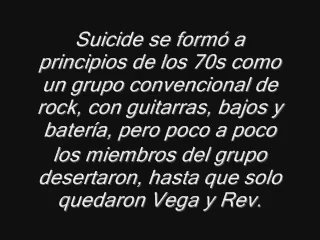 Suicide se formó a
principios de los 70s como
un grupo convencional de
rock, con guitarras, bajos y
batería, pero poco a poco
los miembros del grupo
desertaron, hasta que solo
quedaron Vega y Rev.